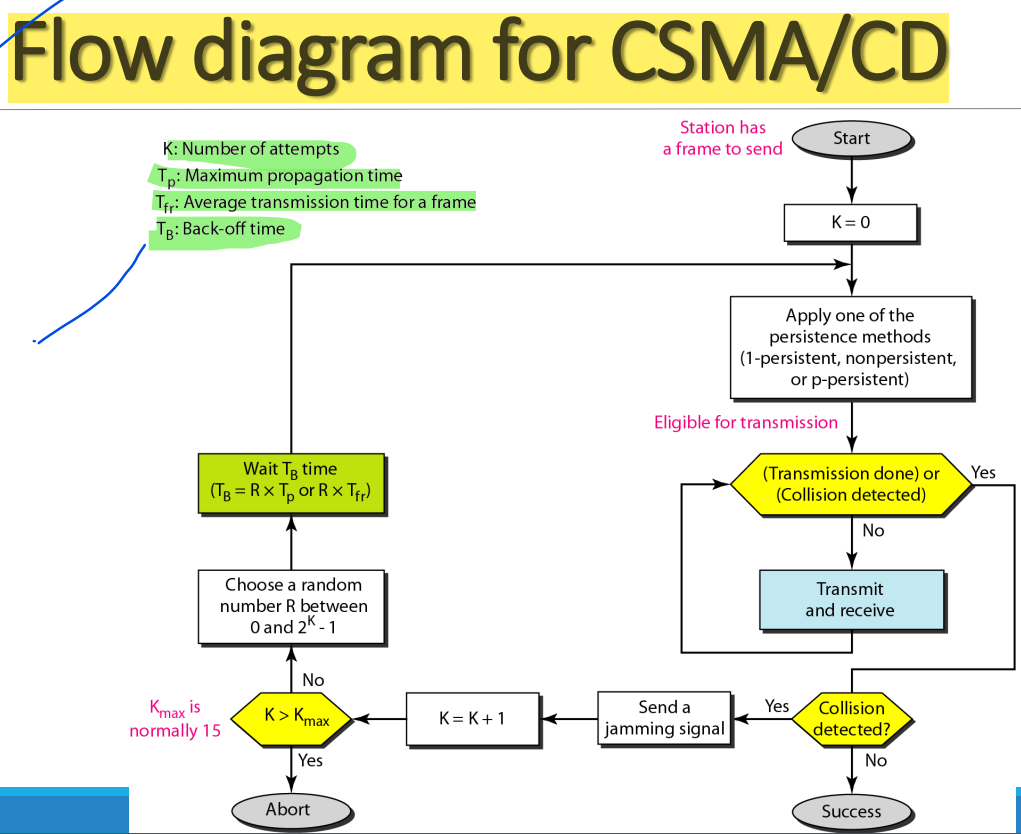 Flow diagram for CSMA/CD
K: Number of attempts
Tp: Maximum propagation time
Tfr: Average transmission time for a frame
TB: Back-off time
Station has
a frame to send
Start
K = 0
Apply one of the
persistence methods
(1-persistent, nonpersistent,
or p-persistent)
Eligible for transmission
(Transmission done) or
(Collision detected)
Yes
No
Transmit
and receive
Wait TB time
(TB = R × Tp or R × Tfr)
Choose a random
number R between
0 and 2^K - 1
No
Kmax is
normally 15
K > Kmax
K = K + 1
Send a
jamming signal
Yes
Collision
detected?
Yes
No
Abort
Success